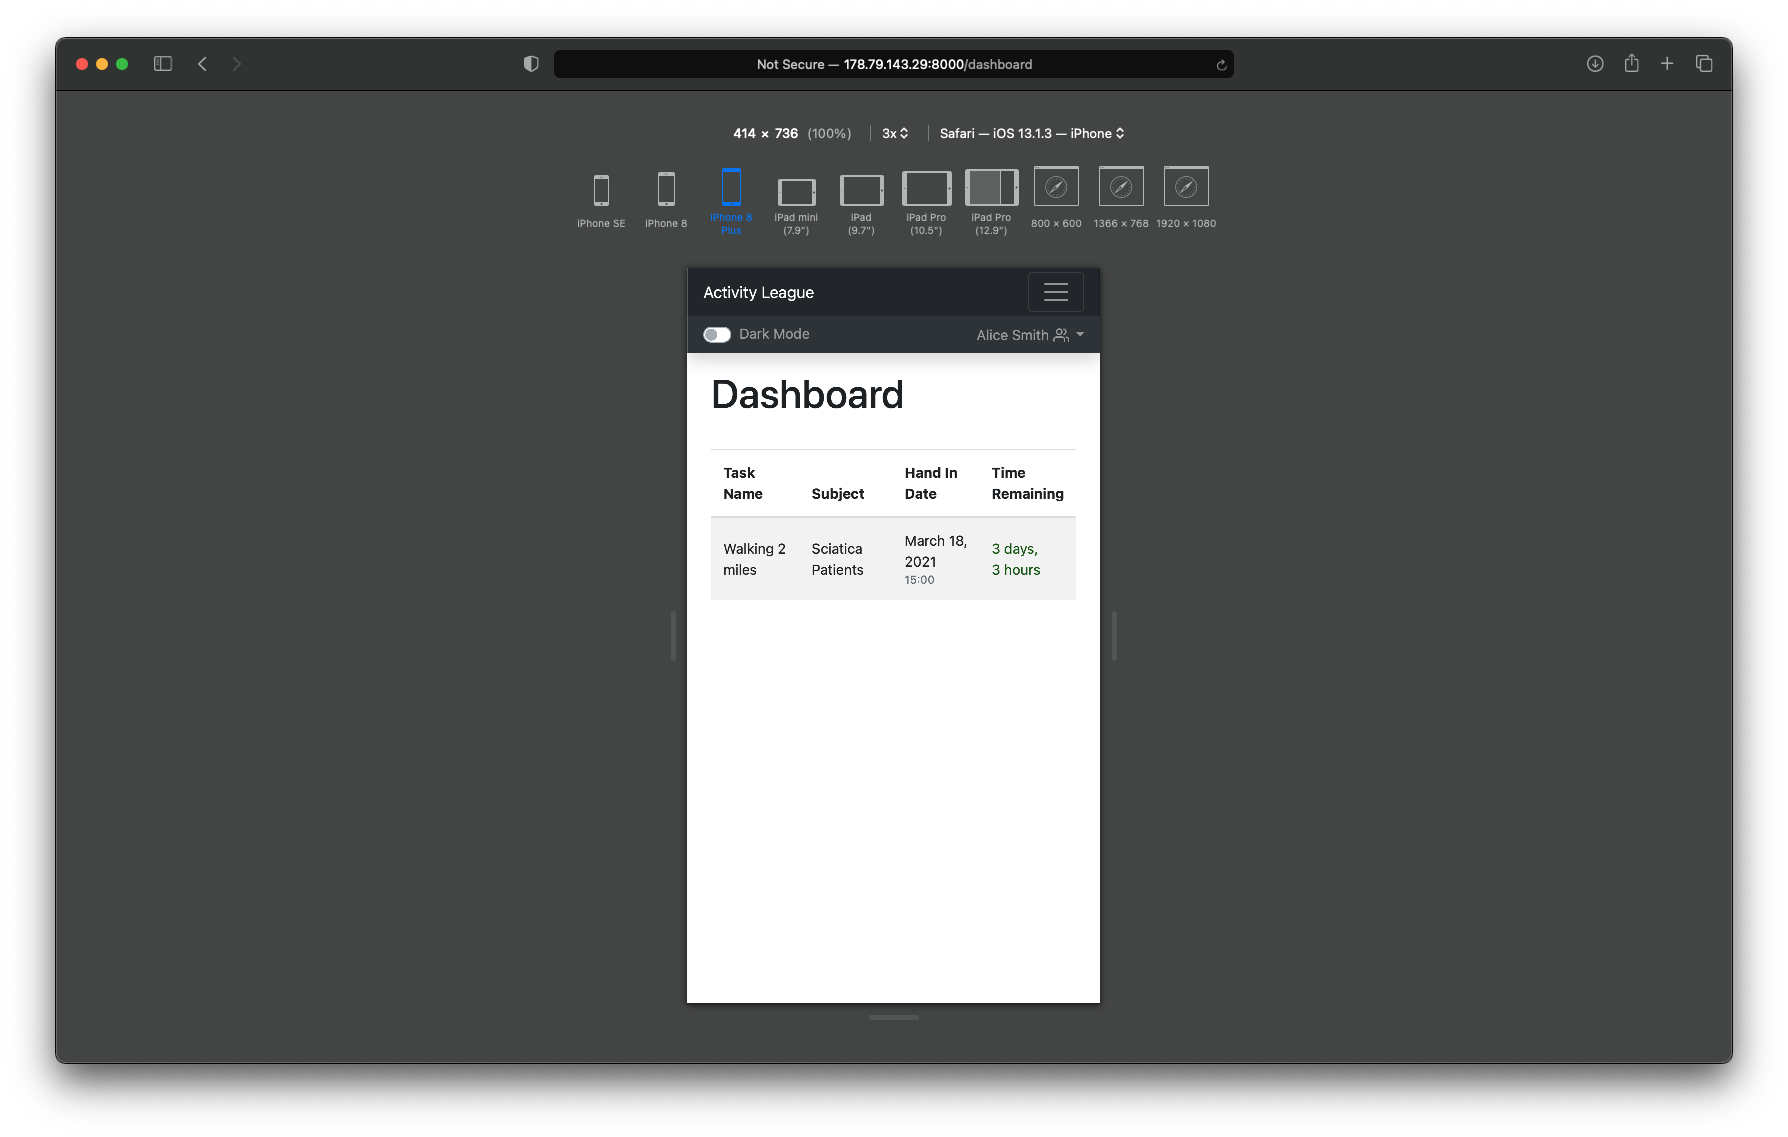 Not Secure — 178.79.143.29:8000/dashboard
414 × 736 (100%) 3x Safari — iOS 13.1.3 — iPhone
iPhone SE
iPhone 8
iPhone 8
Plus
iPad mini
(7.9")
iPad
(9.7")
iPad Pro
(10.5")
iPad Pro
(12.9")
800 × 600
1366 × 768
1920 × 1080
Activity League
Dark Mode
Alice Smith
Dashboard
Task
Name
Subject
Hand In
Date
Time
Remaining
Walking 2
miles
Sciatica
Patients
March 18,
2021
15:00
3 days,
3 hours